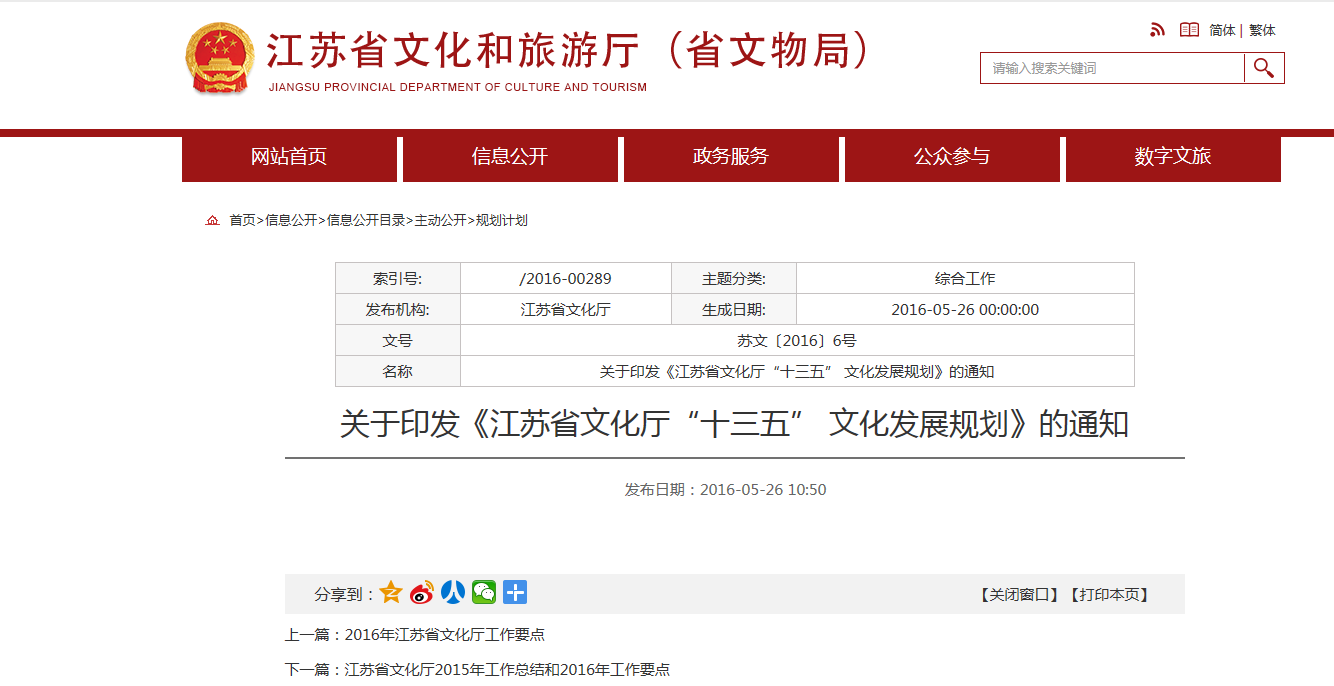 简体 | 繁体
江苏省文化和旅游厅（省文物局）
JIANGSU PROVINCIAL DEPARTMENT OF CULTURE AND TOURISM
请输入搜索关键词
网站首页 信息公开 政务服务 公众参与 数字文旅
首页>信息公开>信息公开目录>主动公开>规划计划
索引号: /2016-00289 主题分类: 综合工作
发布机构: 江苏省文化厅 生成日期: 2016-05-26 00:00:00
文号 苏文〔2016〕6号
名称 关于印发《江苏省文化厅“十三五” 文化发展规划》的通知
关于印发《江苏省文化厅“十三五” 文化发展规划》的通知
发布日期：2016-05-26 10:50
分享到： 【关闭窗口】【打印本页】
上一篇：2016年江苏省文化厅工作要点
下一篇：江苏省文化厅2015年工作总结和2016年工作要点